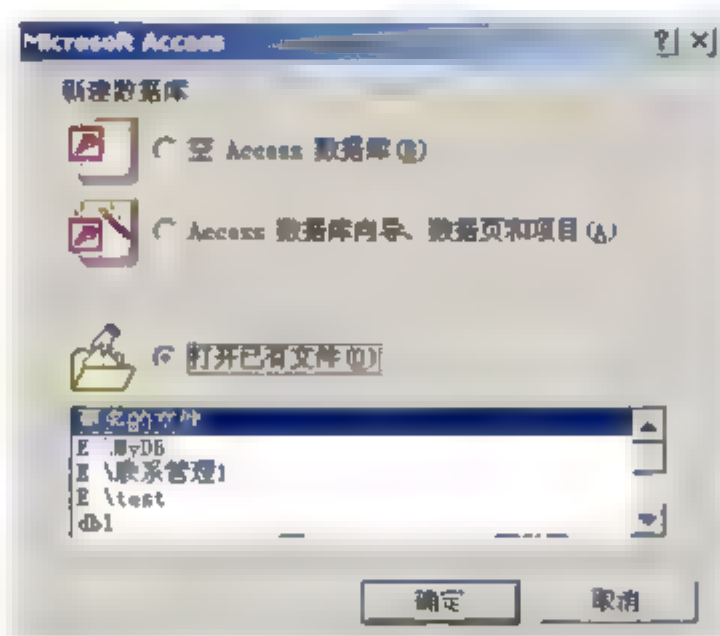 Microsoft Access
新建数据库
空 Access 数据库(B)
Access 数据库向导、数据页和项目(A)
打开已有文件(O)
更多的文件
E:\MyDB
E:\联系管理1
E:\test
db1
确定
取消